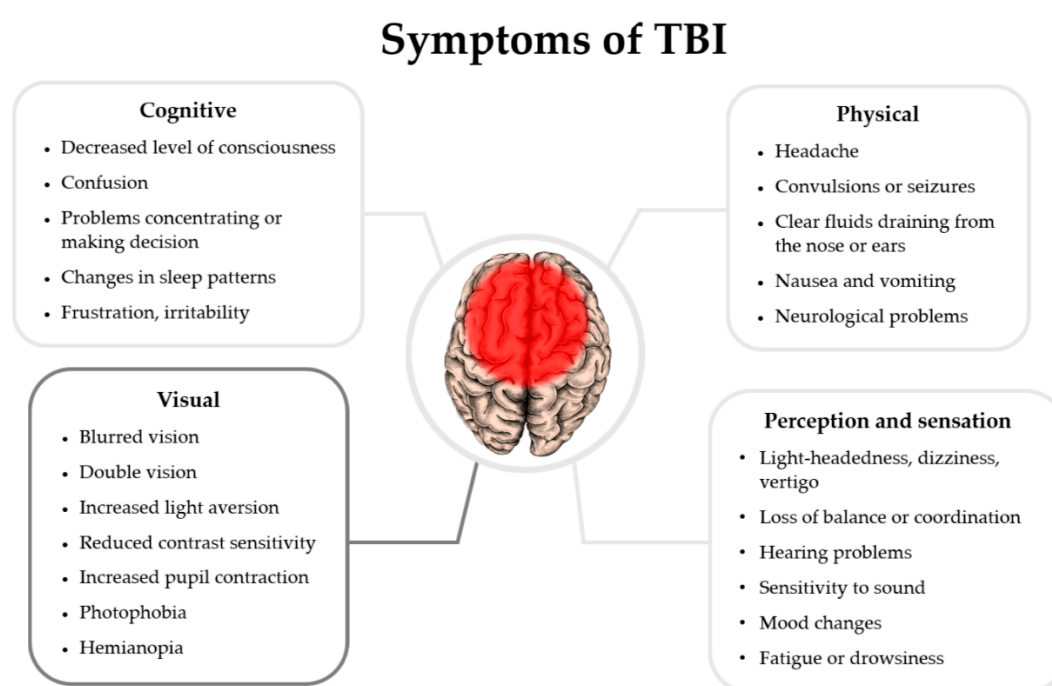 Symptoms of TBI
Cognitive
• Decreased level of consciousness
• Confusion
• Problems concentrating or
making decision
• Changes in sleep patterns
• Frustration, irritability
Visual
• Blurred vision
• Double vision
• Increased light aversion
• Reduced contrast sensitivity
• Increased pupil contraction
• Photophobia
• Hemianopia
Physical
• Headache
• Convulsions or seizures
• Clear fluids draining from
the nose or ears
• Nausea and vomiting
• Neurological problems
Perception and sensation
• Light-headedness, dizziness,
vertigo
• Loss of balance or coordination
• Hearing problems
• Sensitivity to sound
• Mood changes
• Fatigue or drowsiness